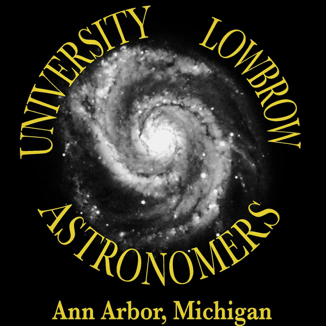 UNIVERSITY LOWBROW
ASTRONOMERS
Ann Arbor, Michigan